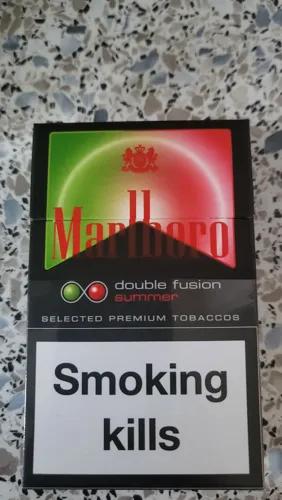 Marlboro
double fusion
summer
SELECTED PREMIUM TOBACCOS
Smoking
kills